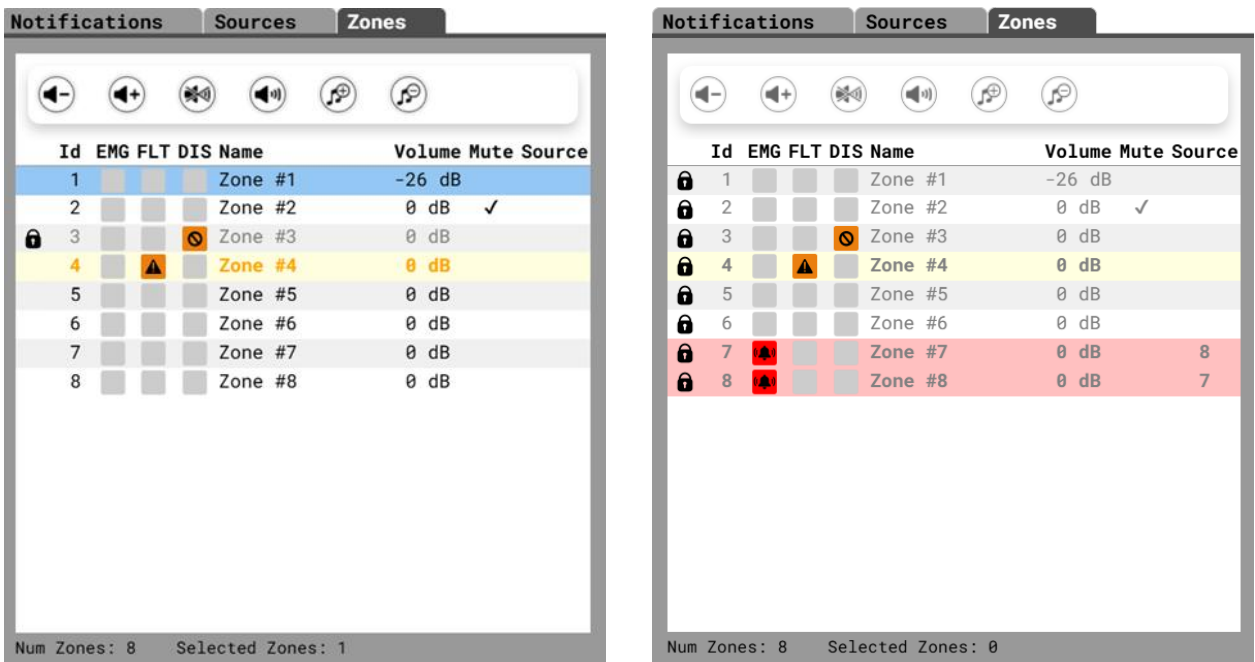 Notifications Sources Zones
Id EMG FLT DIS Name Volume Mute Source
1 Zone #1 -26 dB
2 Zone #2 0 dB ✓
3 Zone #3 0 dB
4 Zone #4 0 dB
5 Zone #5 0 dB
6 Zone #6 0 dB
7 Zone #7 0 dB
8 Zone #8 0 dB
Num Zones: 8 Selected Zones: 1
Notifications Sources Zones
Id EMG FLT DIS Name Volume Mute Source
1 Zone #1 -26 dB
2 Zone #2 0 dB ✓
3 Zone #3 0 dB
4 Zone #4 0 dB
5 Zone #5 0 dB
6 Zone #6 0 dB
7 Zone #7 0 dB 8
8 Zone #8 0 dB 7
Num Zones: 8 Selected Zones: 0